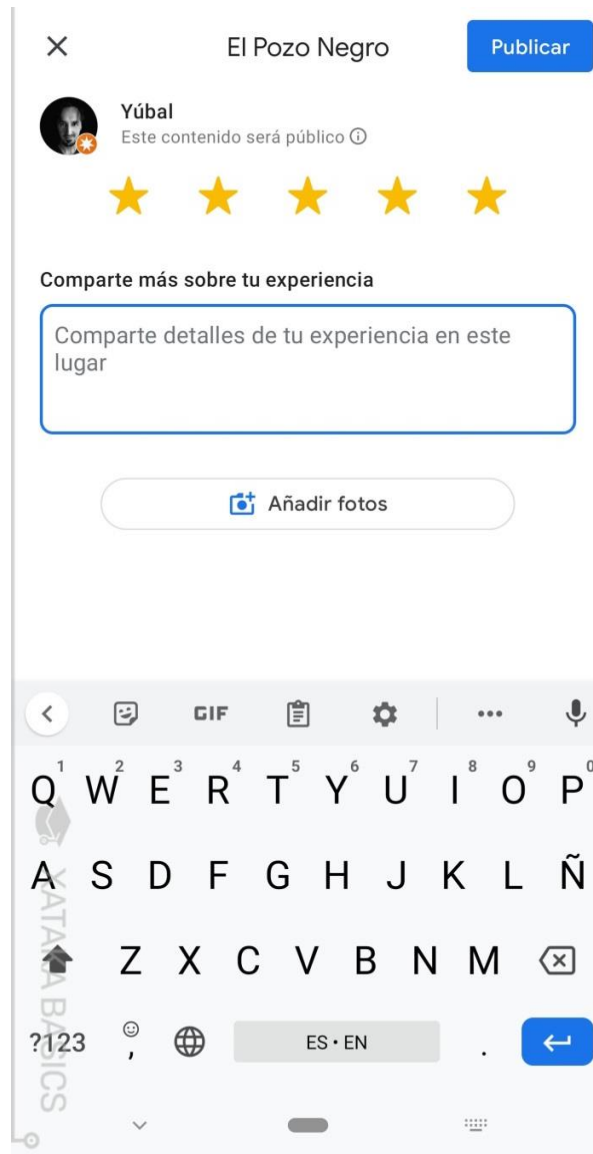 El Pozo Negro
Publicar
Yúbal
Este contenido será público
Comparte más sobre tu experiencia
Comparte detalles de tu experiencia en este
lugar
Añadir fotos
GIF
1 2 3 4 5 6 7 8 9 0
Q W E R T Y U I O P
A S D F G H J K L Ñ
Z X C V B N M
?123 , ES • EN .
XATAKA BASICS